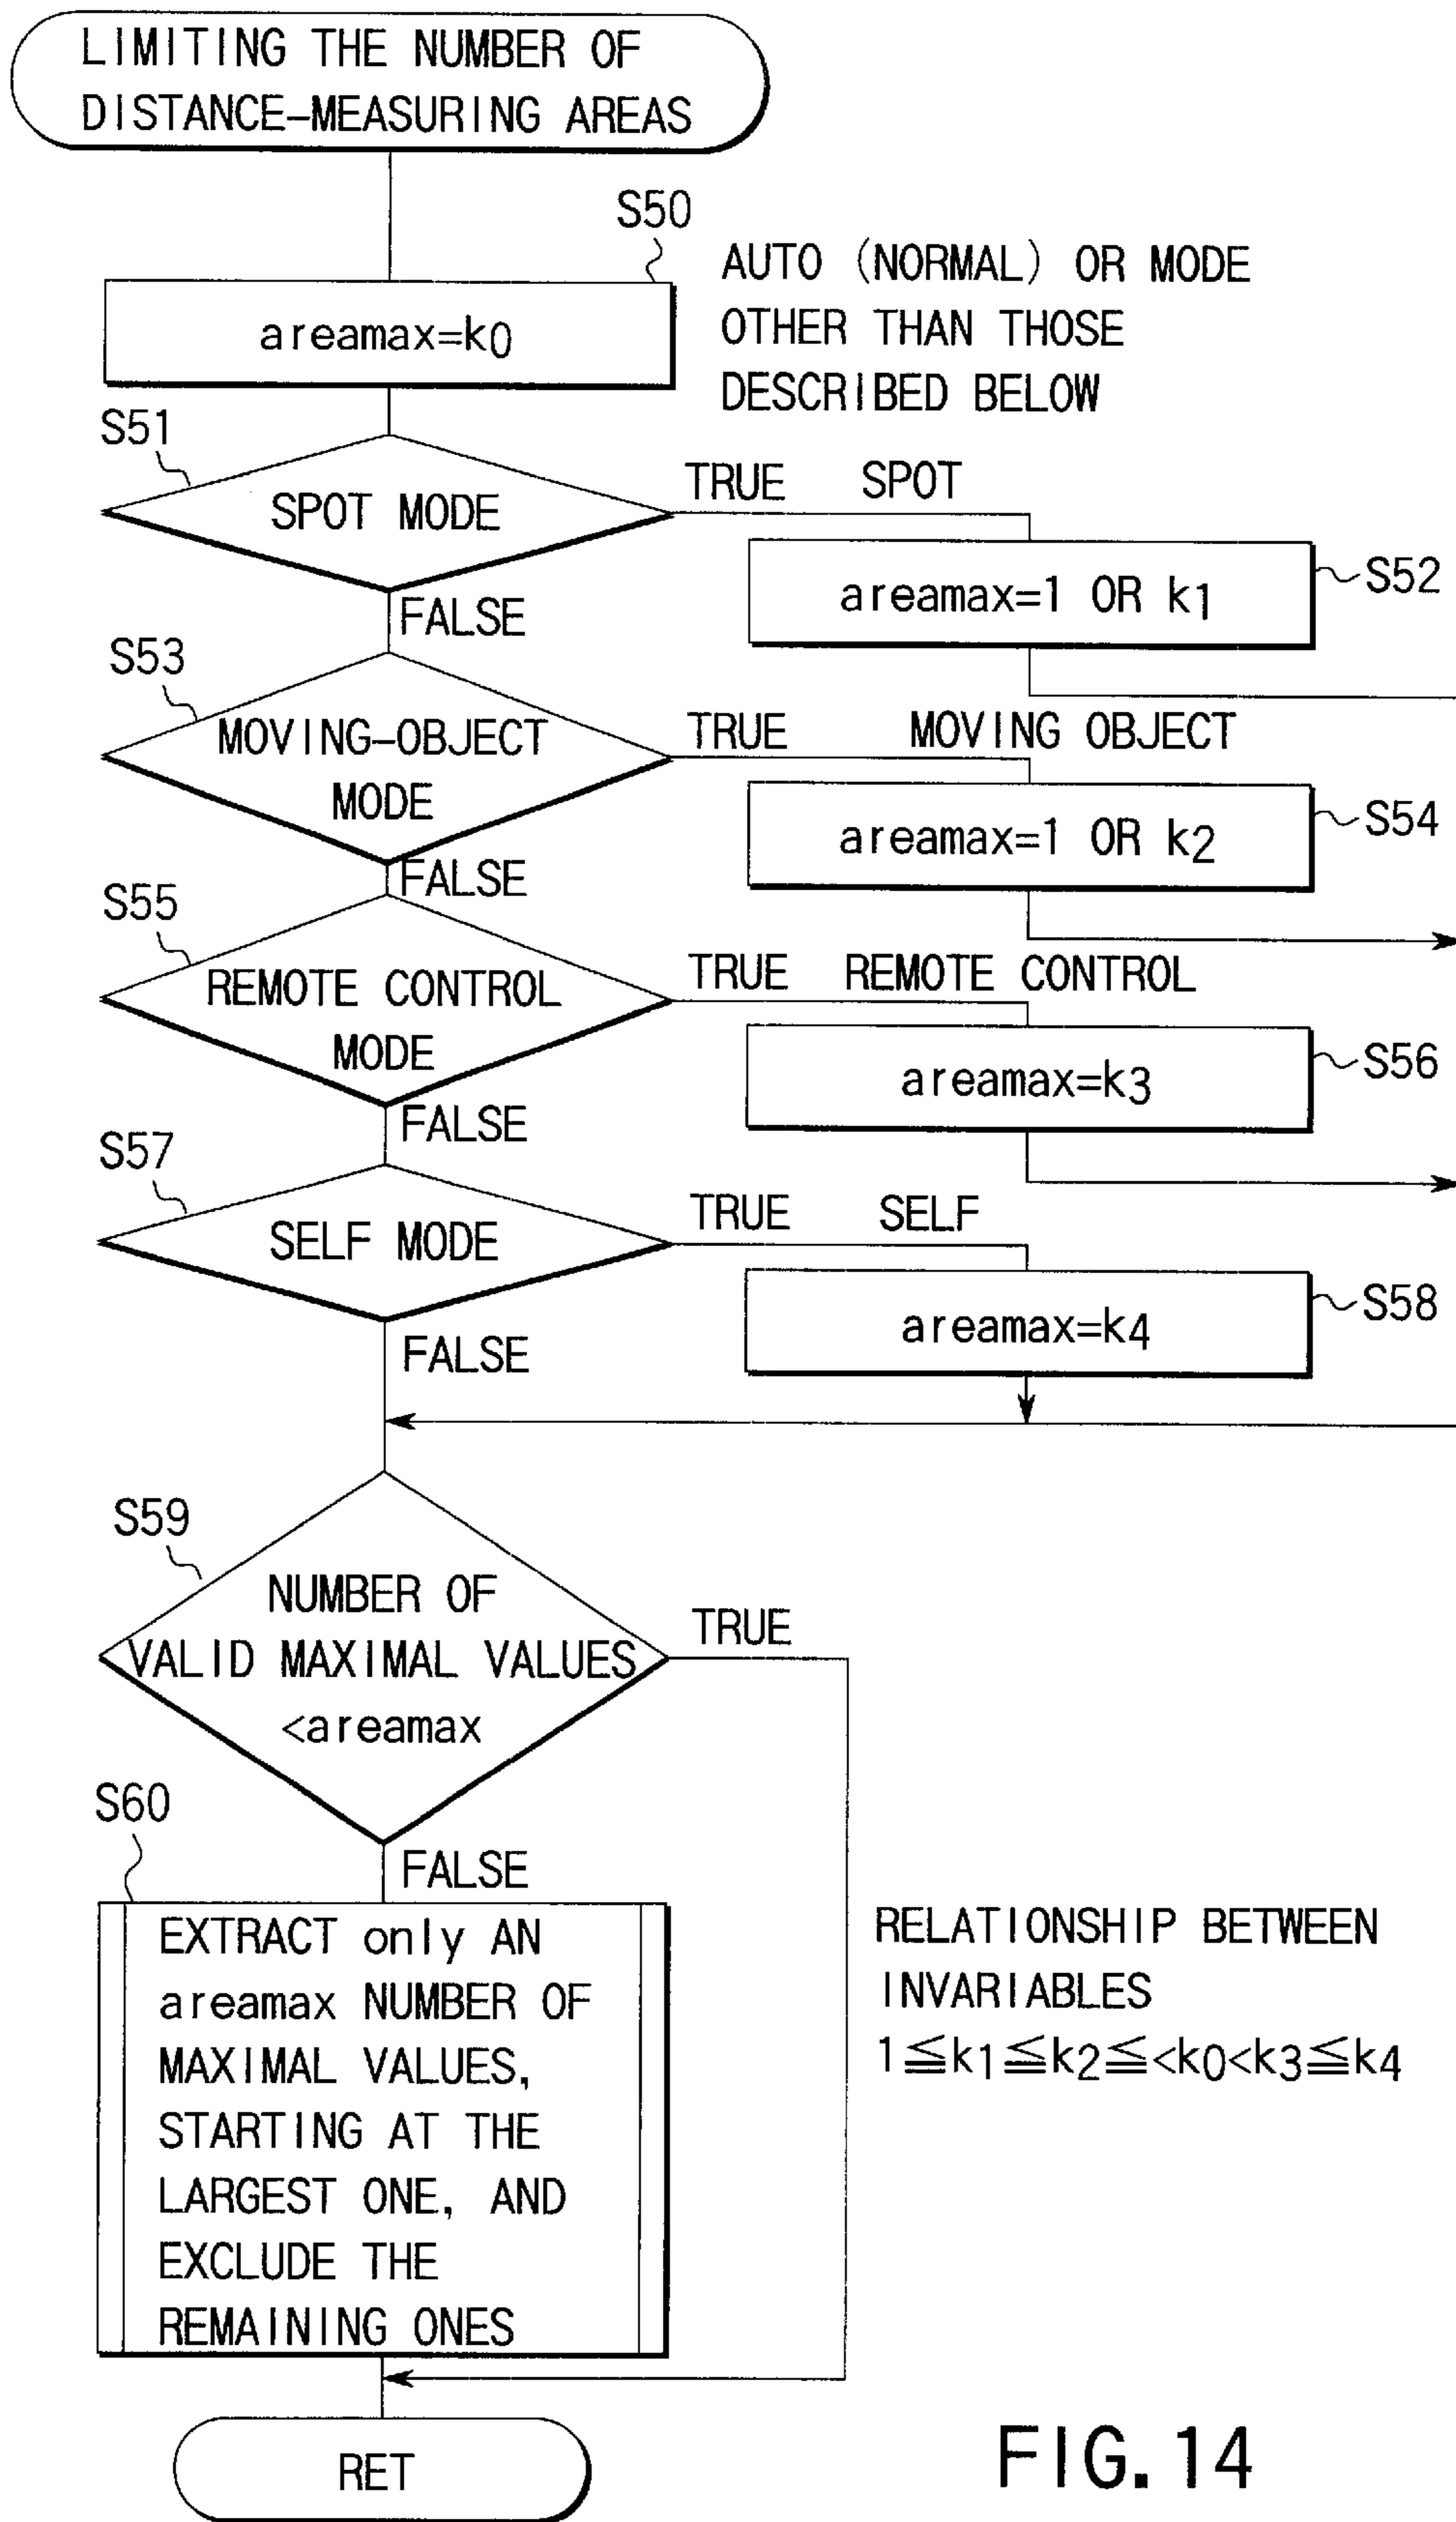 LIMITING THE NUMBER OF
DISTANCE-MEASURING AREAS
S50
areamax=k0
AUTO (NORMAL) OR MODE
OTHER THAN THOSE
DESCRIBED BELOW
S51
SPOT MODE
TRUE SPOT
FALSE
areamax=1 OR k1
S52
S53
MOVING-OBJECT
MODE
TRUE MOVING OBJECT
FALSE
areamax=1 OR k2
S54
S55
REMOTE CONTROL
MODE
TRUE REMOTE CONTROL
FALSE
areamax=k3
S56
S57
SELF MODE
TRUE SELF
FALSE
areamax=k4
S58
S59
NUMBER OF
VALID MAXIMAL VALUES
<areamax
TRUE
FALSE
S60
EXTRACT only AN
areamax NUMBER OF
MAXIMAL VALUES,
STARTING AT THE
LARGEST ONE, AND
EXCLUDE THE
REMAINING ONES
RELATIONSHIP BETWEEN
INVARIABLES
1≦k1≦k2≦<k0<k3≦k4
RET
FIG. 14